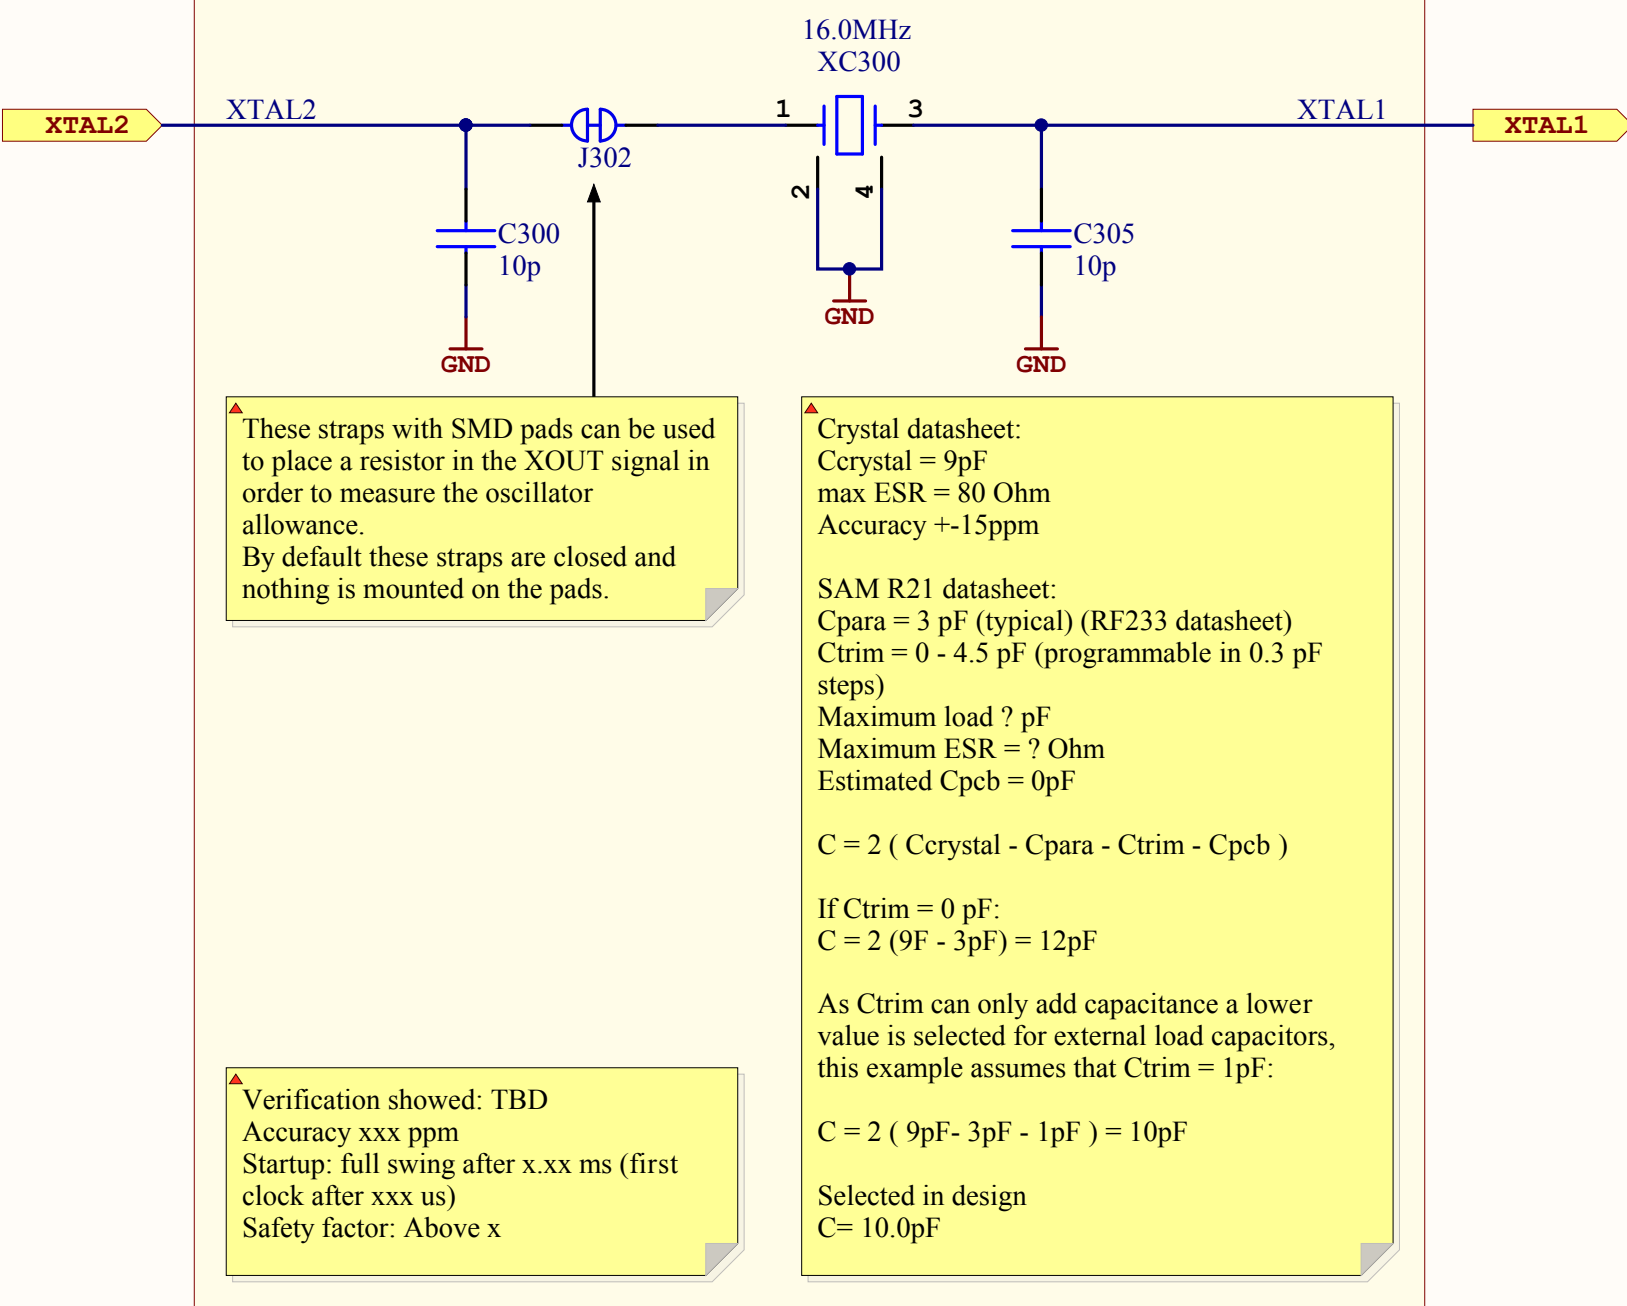 16.0MHz
XC300
XTAL2
XTAL2
J302
1
3
2
4
XTAL1
XTAL1
C300
10p
GND
GND
C305
10p
GND
These straps with SMD pads can be used
to place a resistor in the XOUT signal in
order to measure the oscillator
allowance.
By default these straps are closed and
nothing is mounted on the pads.
Crystal datasheet:
Ccrystal = 9pF
max ESR = 80 Ohm
Accuracy +-15ppm
SAM R21 datasheet:
Cpara = 3 pF (typical) (RF233 datasheet)
Ctrim = 0 - 4.5 pF (programmable in 0.3 pF
steps)
Maximum load ? pF
Maximum ESR = ? Ohm
Estimated Cpcb = 0pF
C = 2 ( Ccrystal - Cpara - Ctrim - Cpcb )
If Ctrim = 0 pF:
C = 2 (9F - 3pF) = 12pF
As Ctrim can only add capacitance a lower
value is selected for external load capacitors,
this example assumes that Ctrim = 1pF:
C = 2 ( 9pF- 3pF - 1pF ) = 10pF
Selected in design
C= 10.0pF
Verification showed: TBD
Accuracy xxx ppm
Startup: full swing after x.xx ms (first
clock after xxx us)
Safety factor: Above x